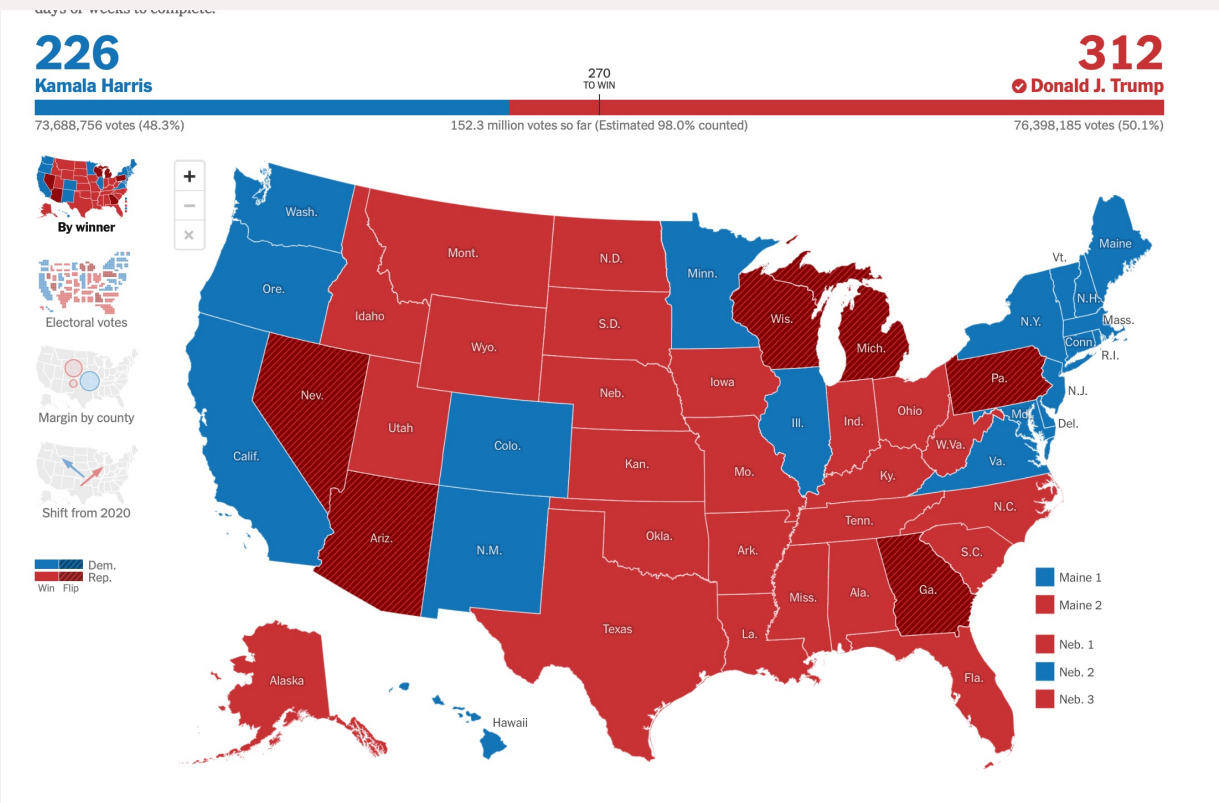 days or weeks to complete.
226
312
Kamala Harris
270
TO WIN
Donald J. Trump
73,688,756 votes (48.3%)
152.3 million votes so far (Estimated 98.0% counted)
76,398,185 votes (50.1%)
+
−
×
By winner
Electoral votes
Margin by county
Shift from 2020
Dem.
Rep.
Win Flip
Wash.
Mont.
N.D.
Minn.
Maine
Vt.
N.H.
Ore.
Idaho
S.D.
Wis.
Mich.
N.Y.
Mass.
Conn.
R.I.
Wyo.
Nev.
Neb.
Iowa
Pa.
N.J.
Utah
Colo.
Ill.
Ind.
Ohio
Md.
Del.
Calif.
Kan.
Mo.
W.Va.
Ky.
Va.
Ariz.
N.M.
Okla.
Ark.
Tenn.
N.C.
S.C.
Texas
La.
Miss.
Ala.
Ga.
Fla.
Alaska
Hawaii
Maine 1
Maine 2
Neb. 1
Neb. 2
Neb. 3